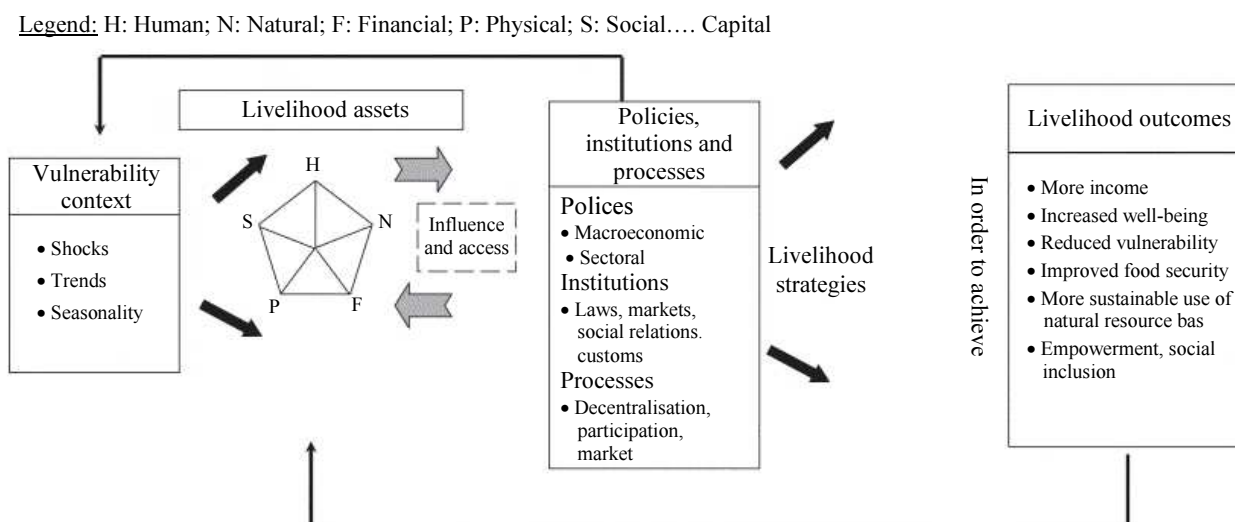 Legend: H: Human; N: Natural; F: Financial; P: Physical; S: Social.... Capital
Livelihood assets
Vulnerability
context
• Shocks
• Trends
• Seasonality
H
S
N
P
F
Influence
and access
Policies,
institutions and
processes
Polices
• Macroeconomic
• Sectoral
Institutions
• Laws, markets,
social relations.
customs
Processes
• Decentralisation,
participation,
market
Livelihood
strategies
In order to achieve
Livelihood outcomes
• More income
• Increased well-being
• Reduced vulnerability
• Improved food security
• More sustainable use of
natural resource bas
• Empowerment, social
inclusion